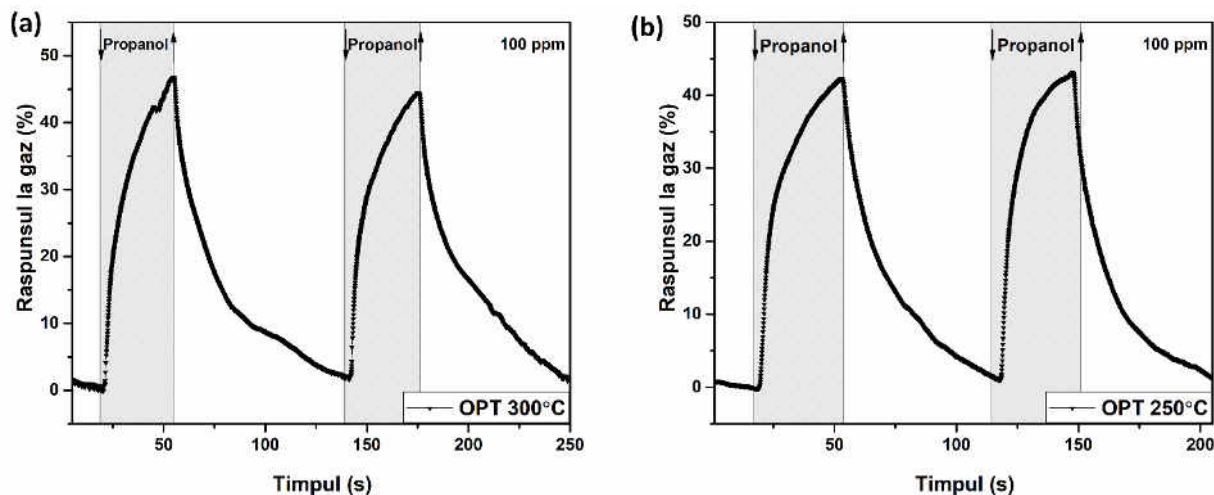 (a)
Propanol
Propanol
100 ppm
50
40
30
20
10
0
Raspunsul la gaz (%)
OPT 300°C
50
100
150
200
250
Timpul (s)
(b)
Propanol
Propanol
100 ppm
50
40
30
20
10
0
Raspunsul la gaz (%)
OPT 250°C
50
100
150
200
Timpul (s)